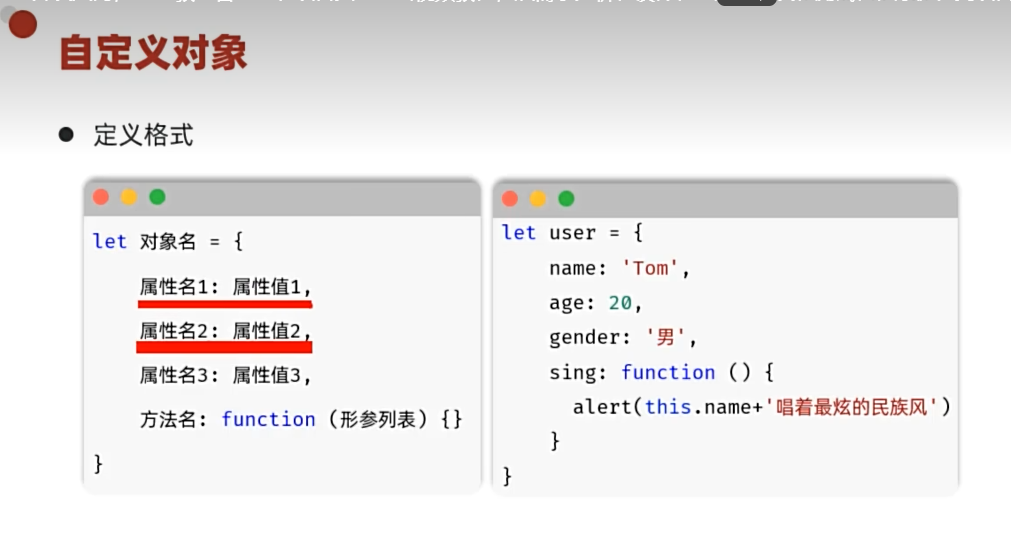 自定义对象
定义格式
let 对象名 = {
属性名1: 属性值1,
属性名2: 属性值2,
属性名3: 属性值3,
方法名: function (形参列表) {}
}
let user = {
name: 'Tom',
age: 20,
gender: '男',
sing: function () {
alert(this.name+'唱着最炫的民族风')
}
}